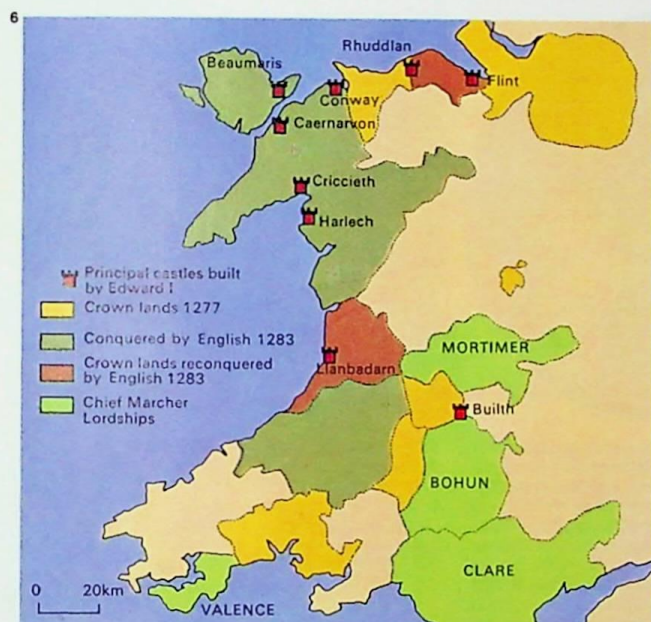 6
Rhuddlan
Beaumaris
Flint
Conway
Caernarvon
Criccieth
Harlech
Principal castles built
by Edward I
Crown lands 1277
Conquered by English 1283
Crown lands reconquered
by English 1283
Chief Marcher
Lordships
MORTIMER
Llanbadarn
Builth
BOHUN
CLARE
0 20km
VALENCE